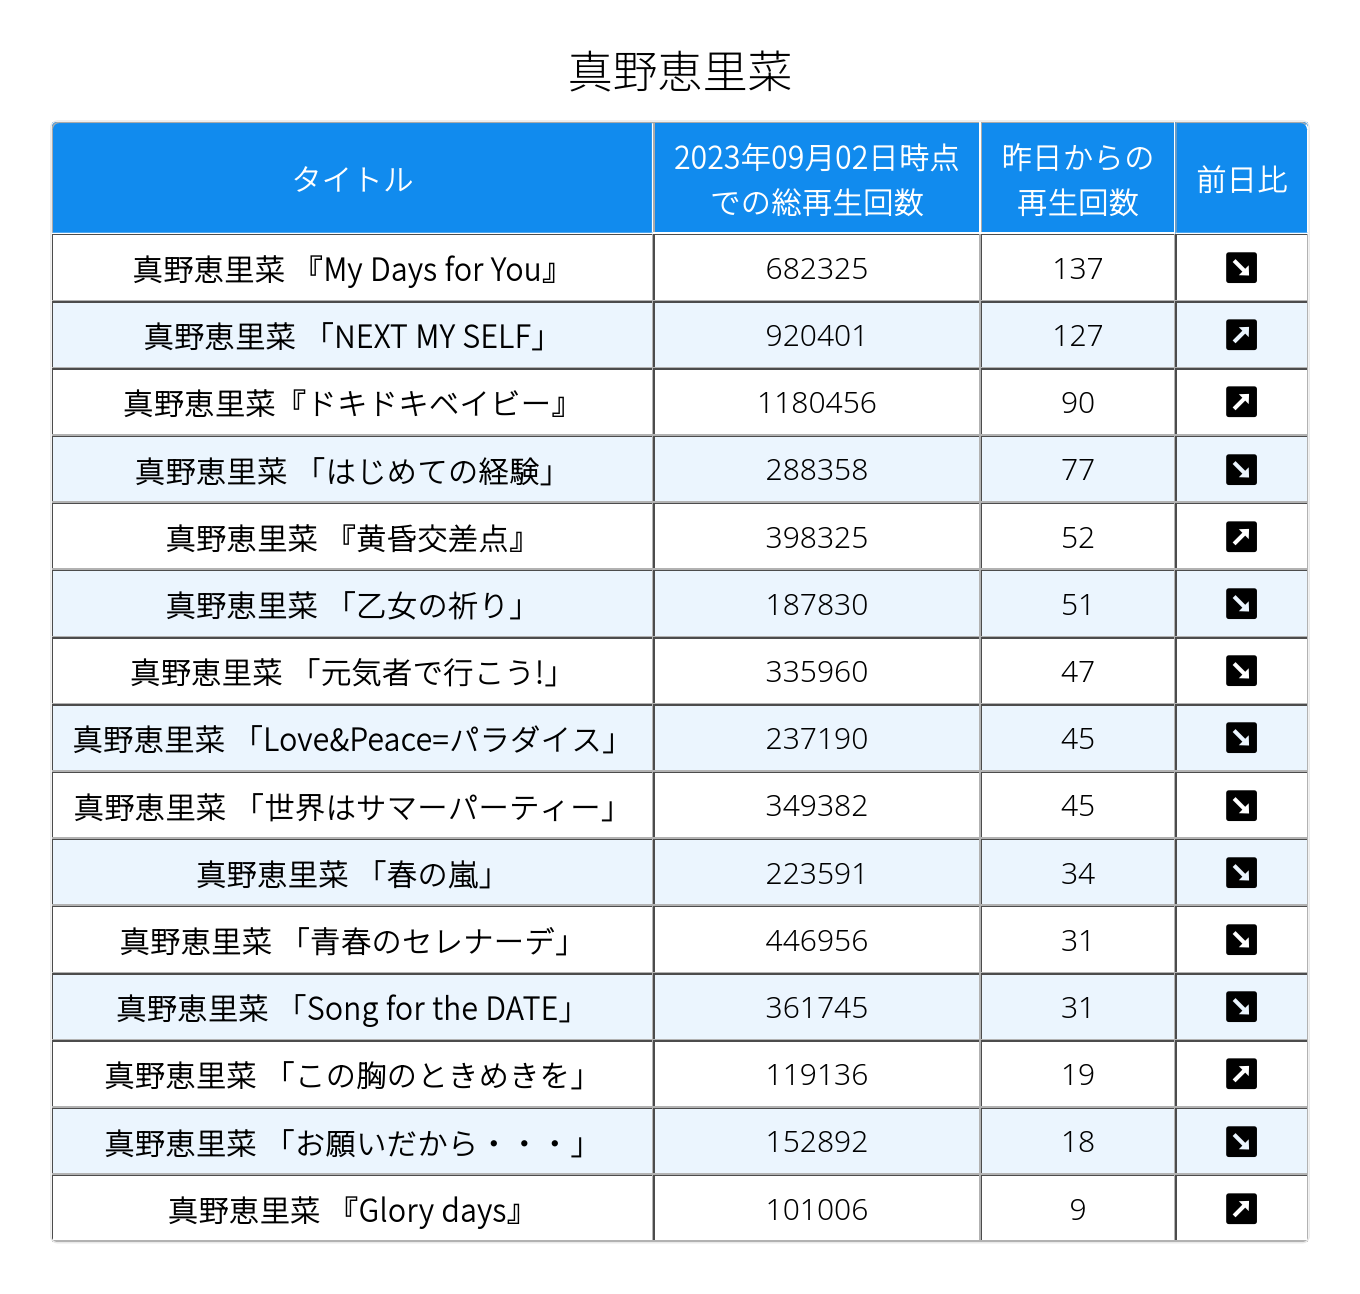 真野恵里菜
タイトル
2023年09月02日時点
での総再生回数
昨日からの
再生回数
前日比
真野恵里菜 『My Days for You』 682325 137 ↘
真野恵里菜 「NEXT MY SELF」 920401 127 ↗
真野恵里菜『ドキドキベイビー』 1180456 90 ↗
真野恵里菜 「はじめての経験」 288358 77 ↘
真野恵里菜 『黄昏交差点』 398325 52 ↗
真野恵里菜 「乙女の祈り」 187830 51 ↘
真野恵里菜 「元気者で行こう!」 335960 47 ↘
真野恵里菜 「Love&Peace=パラダイス」 237190 45 ↘
真野恵里菜 「世界はサマーパーティー」 349382 45 ↘
真野恵里菜 「春の嵐」 223591 34 ↘
真野恵里菜 「青春のセレナーデ」 446956 31 ↘
真野恵里菜 「Song for the DATE」 361745 31 ↘
真野恵里菜 「この胸のときめきを」 119136 19 ↗
真野恵里菜 「お願いだから・・・」 152892 18 ↘
真野恵里菜 『Glory days』 101006 9 ↗